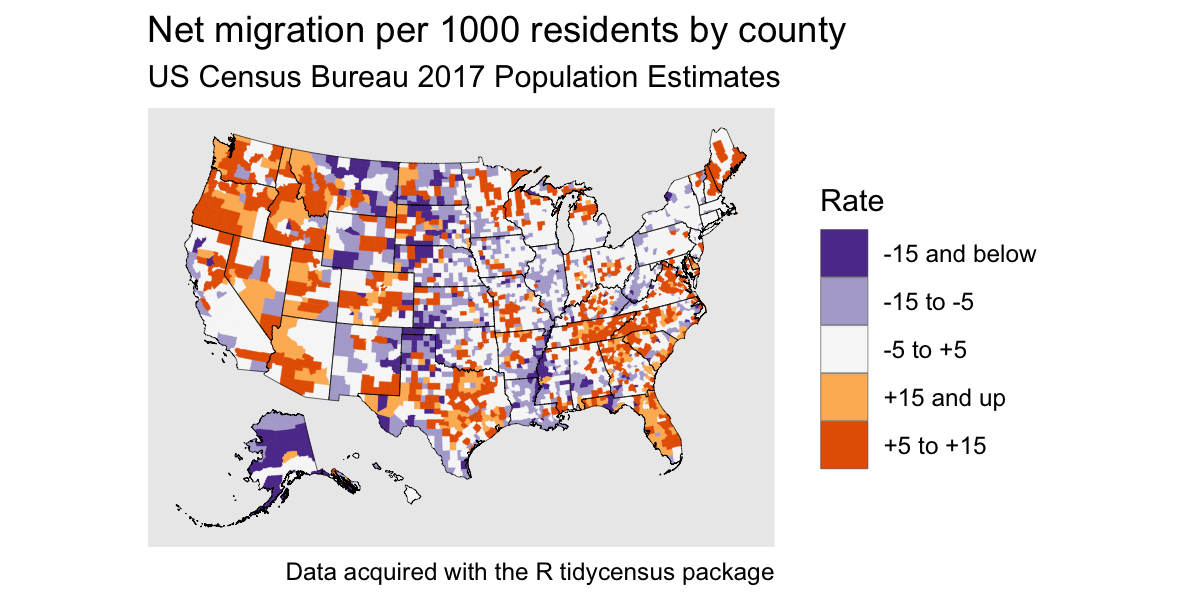 Net migration per 1000 residents by county
US Census Bureau 2017 Population Estimates
Rate
-15 and below
-15 to -5
-5 to +5
+15 and up
+5 to +15
Data acquired with the R tidycensus package